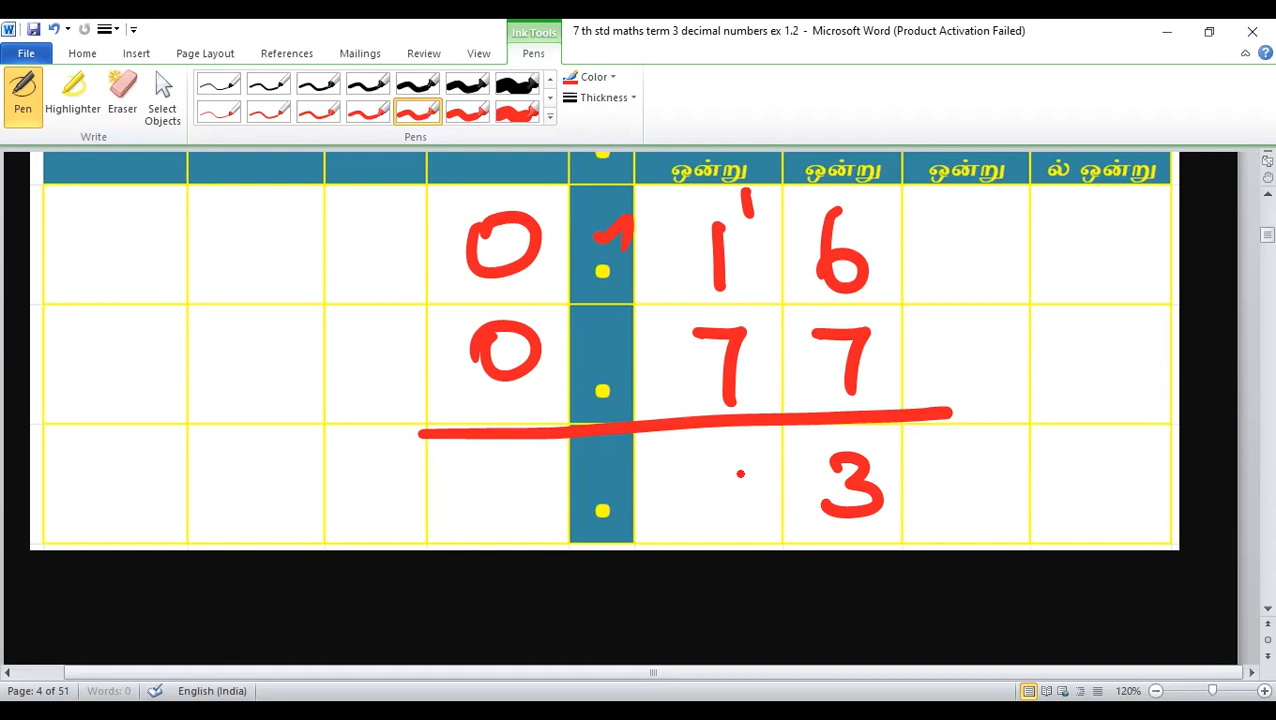 7 th std maths term 3 decimal numbers ex 1.2 - Microsoft Word (Product Activation Failed)
Ink Tools
File Home Insert Page Layout References Mailings Review View Pens
Pen Highlighter Eraser Select Objects
Color
Thickness
Write Pens
ஒன்று ஒன்று ஒன்று ல் ஒன்று
1
0 . 1 6
0 . 7 7
. 3
Page: 4 of 51 Words: 0 English (India) 120%